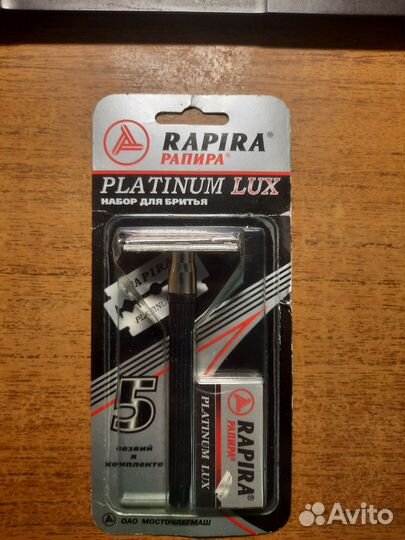 RAPIRA®
РАПИРА®
PLATINUM LUX
НАБОР ДЛЯ БРИТЬЯ
RAPIRA
PLATINUM
5
лезвий в
комплекте
RAPIRA®
РАПИРА®
PLATINUM LUX
ОАО МОСТОЧЛЕГМАШ
Avito